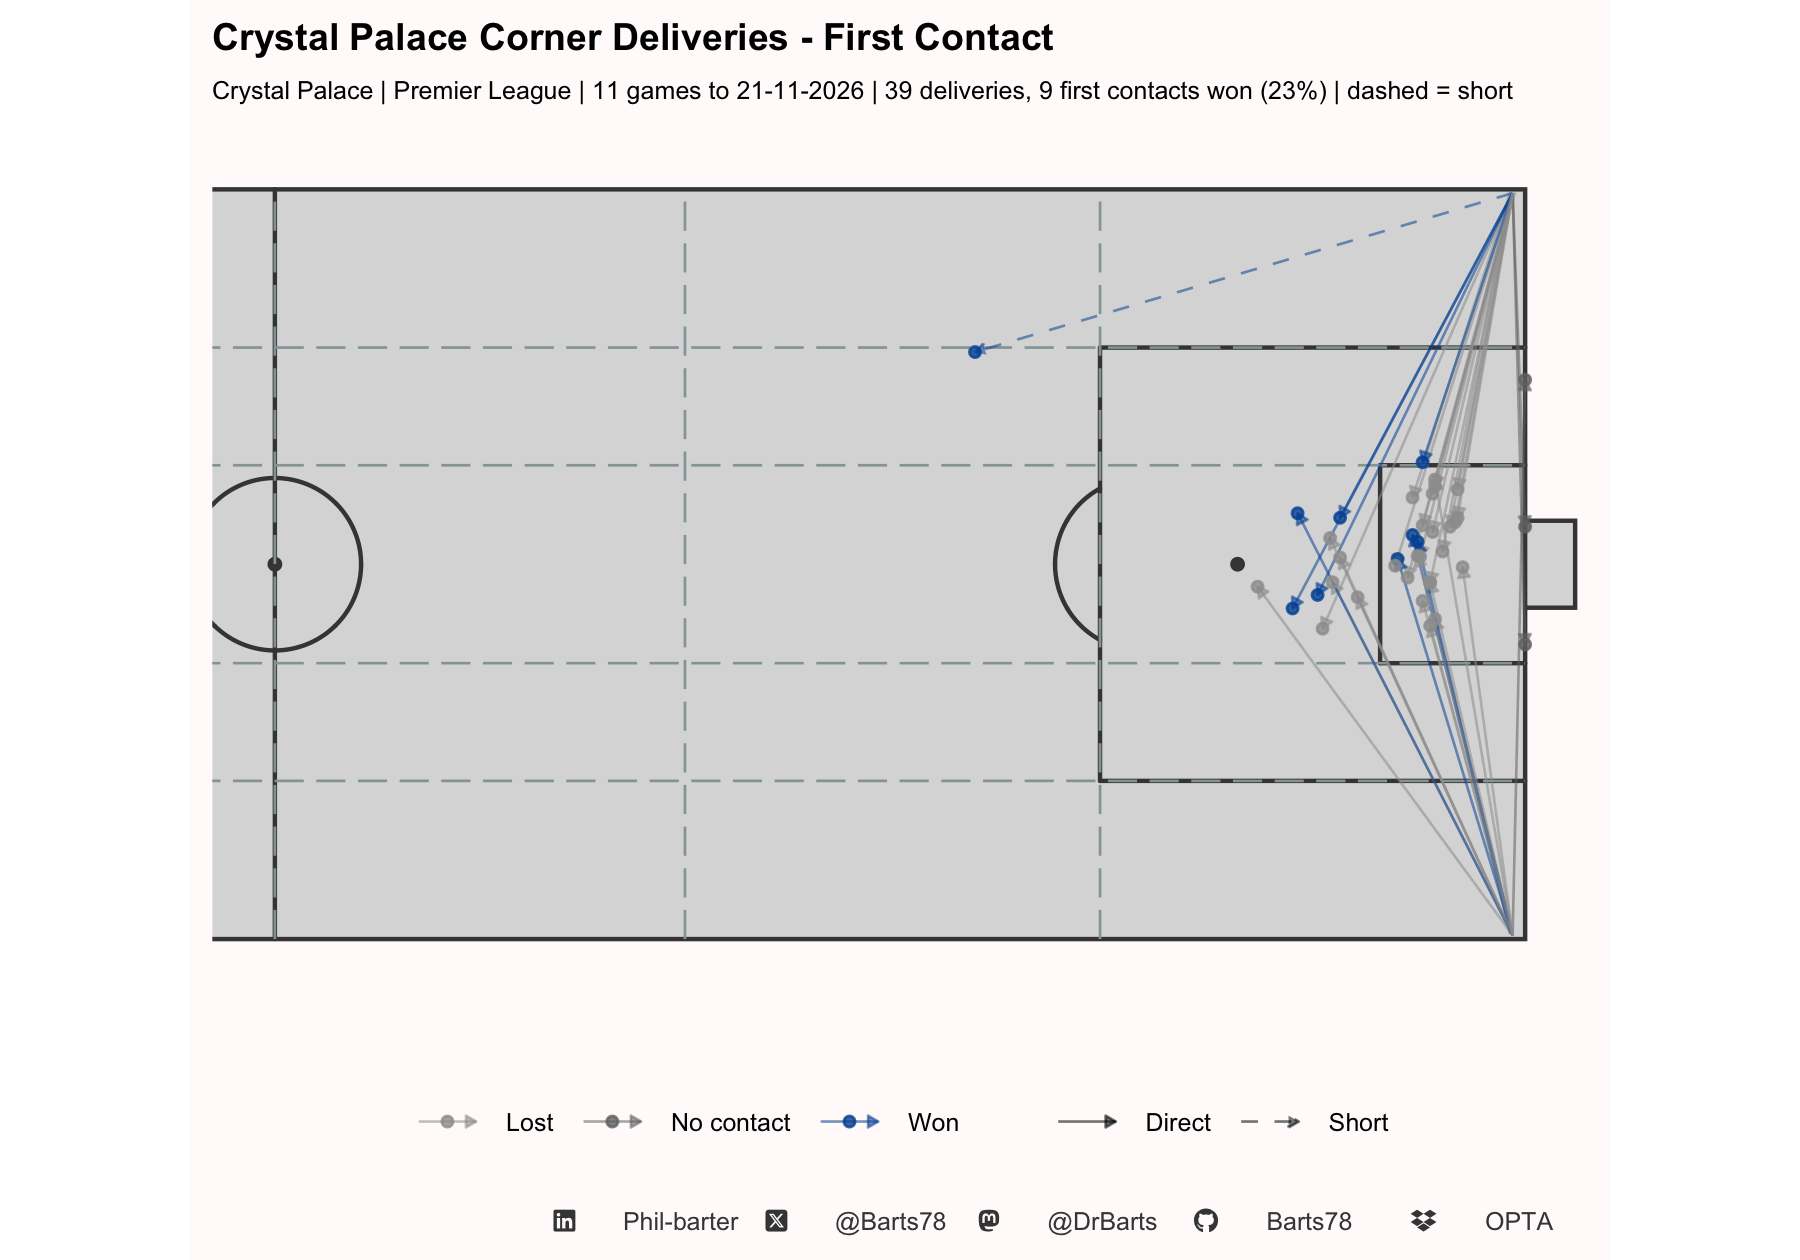 Crystal Palace Corner Deliveries - First Contact
Crystal Palace | Premier League | 11 games to 21-11-2026 | 39 deliveries, 9 first contacts won (23%) | dashed = short
Lost No contact Won Direct Short
Phil-barter @Barts78 @DrBarts Barts78 OPTA